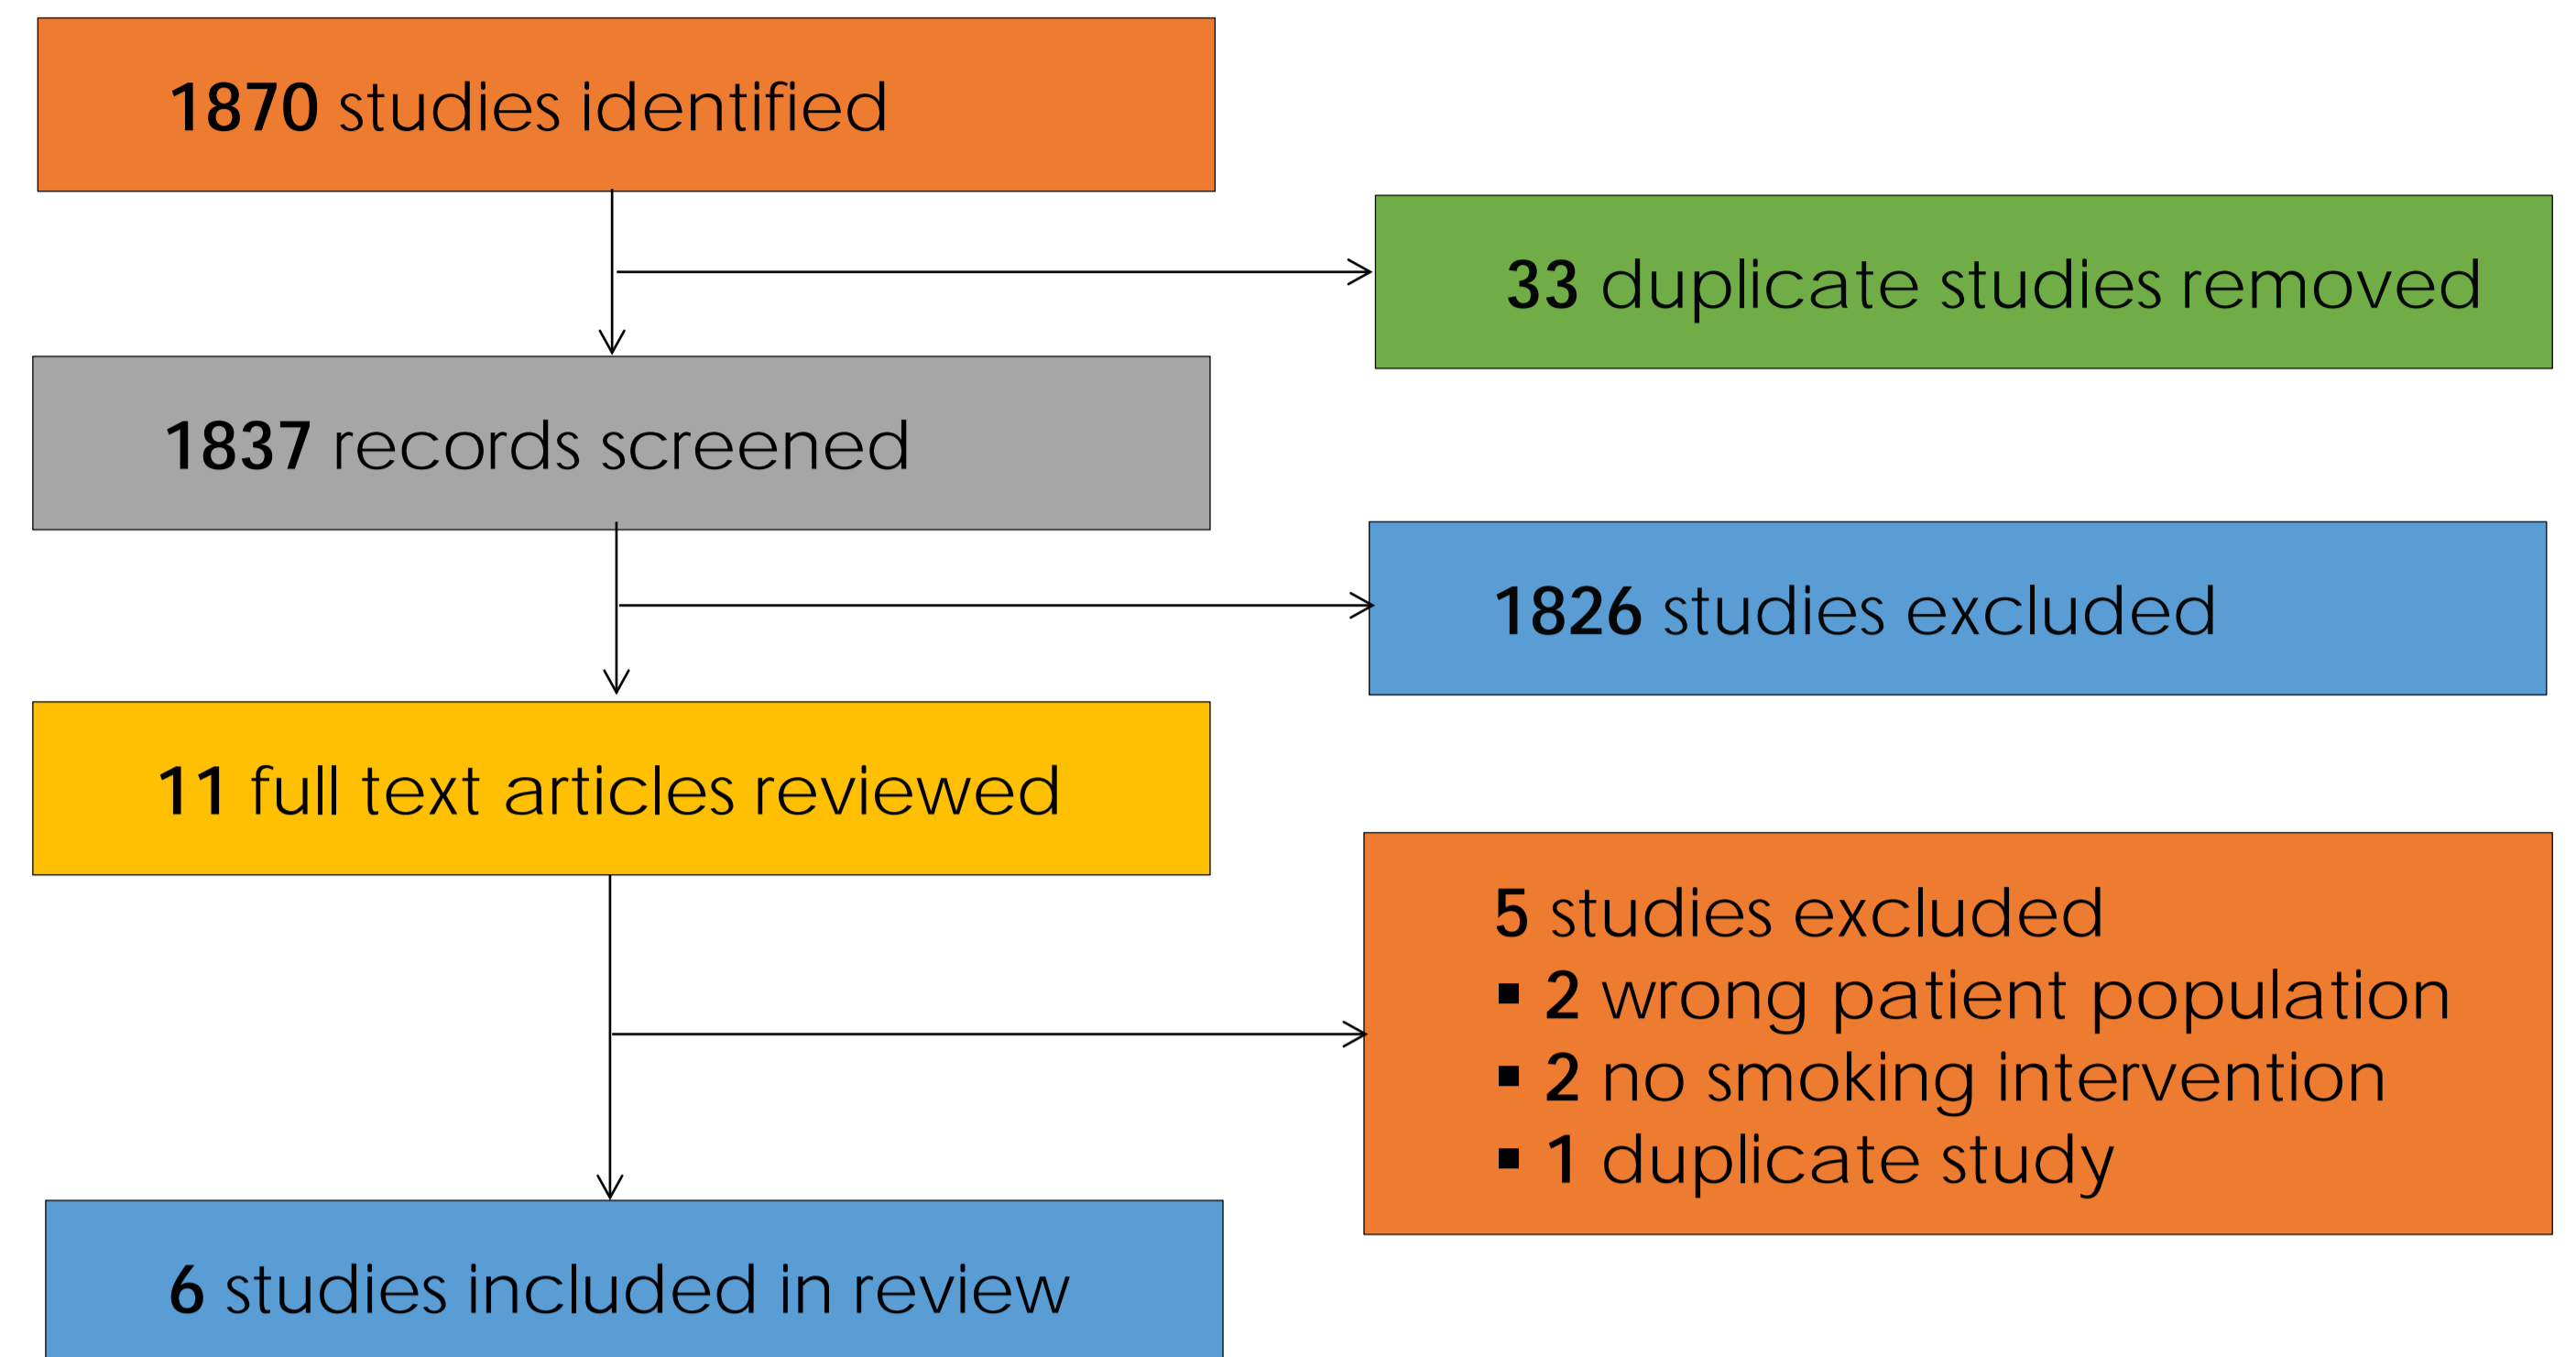 1870 studies identified
33 duplicate studies removed
1837 records screened
1826 studies excluded
11 full text articles reviewed
5 studies excluded
▪ 2 wrong patient population
▪ 2 no smoking intervention
▪ 1 duplicate study
6 studies included in review